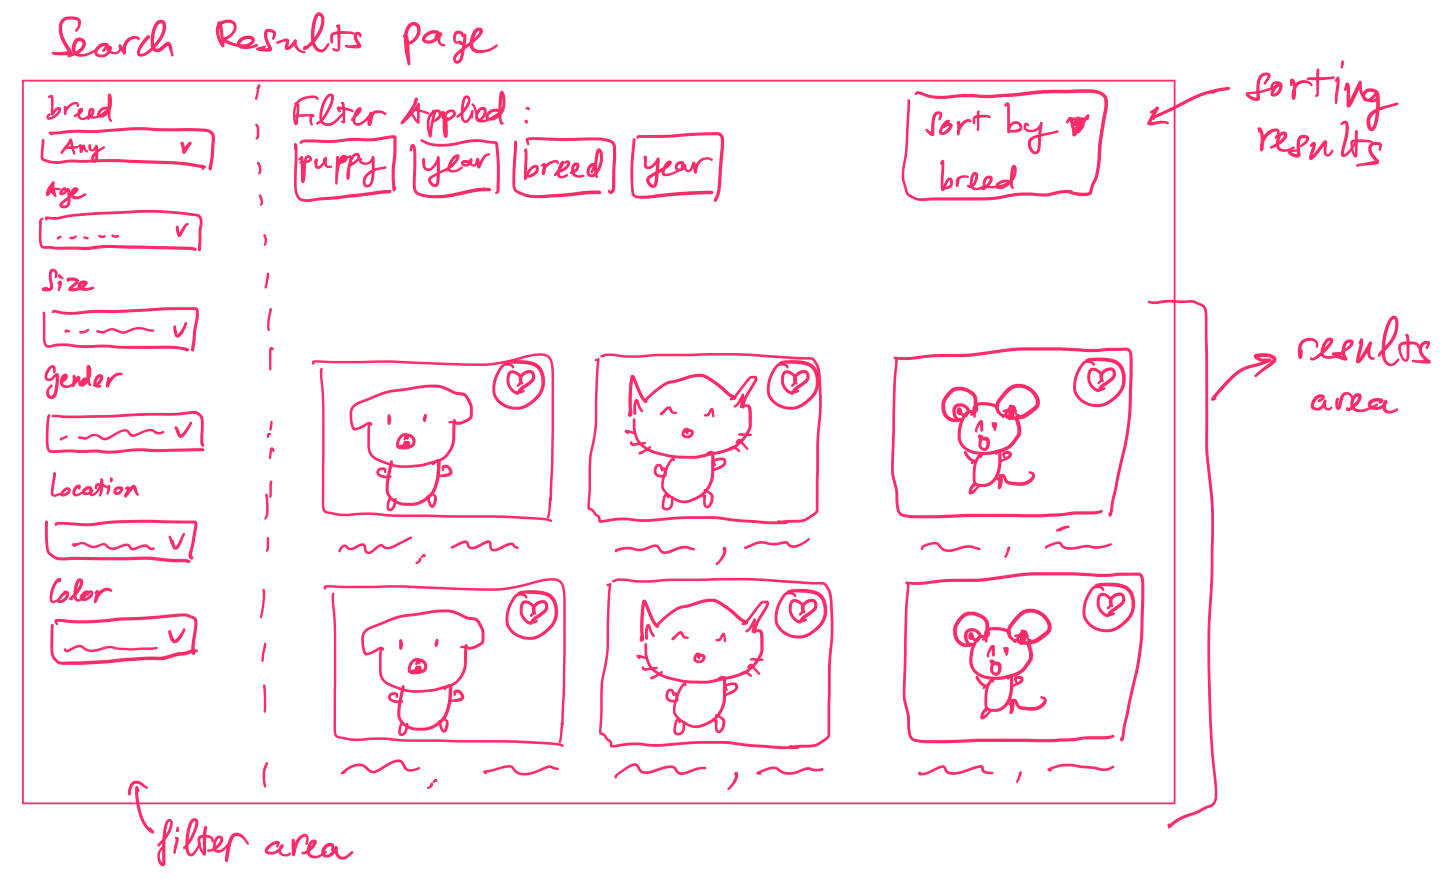 Search Results page
breed
Any
Age
Size
Gender
Location
Color
Filter Applied :
puppy year breed year
sort by
breed
sorting
results
results
area
filter area